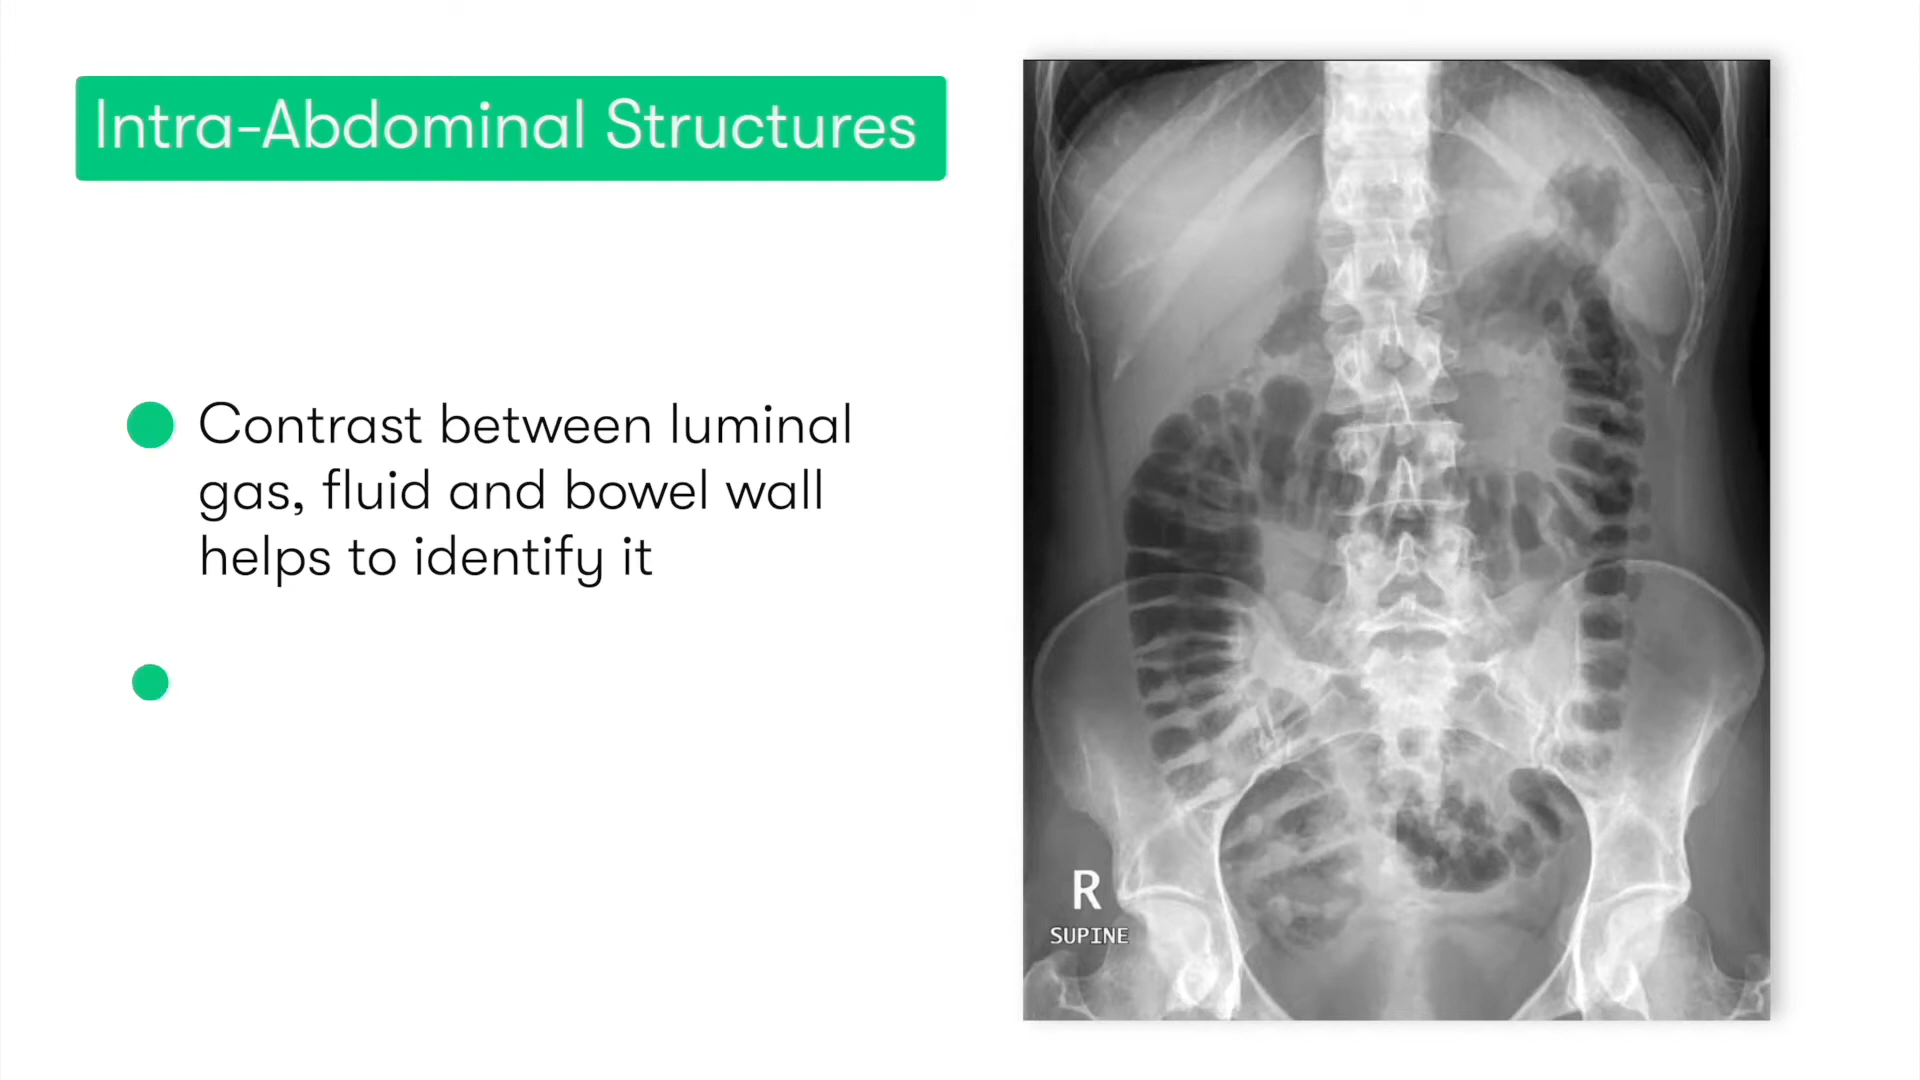 Intra-Abdominal Structures
Contrast between luminal
gas, fluid and bowel wall
helps to identify it
R
SUPINE